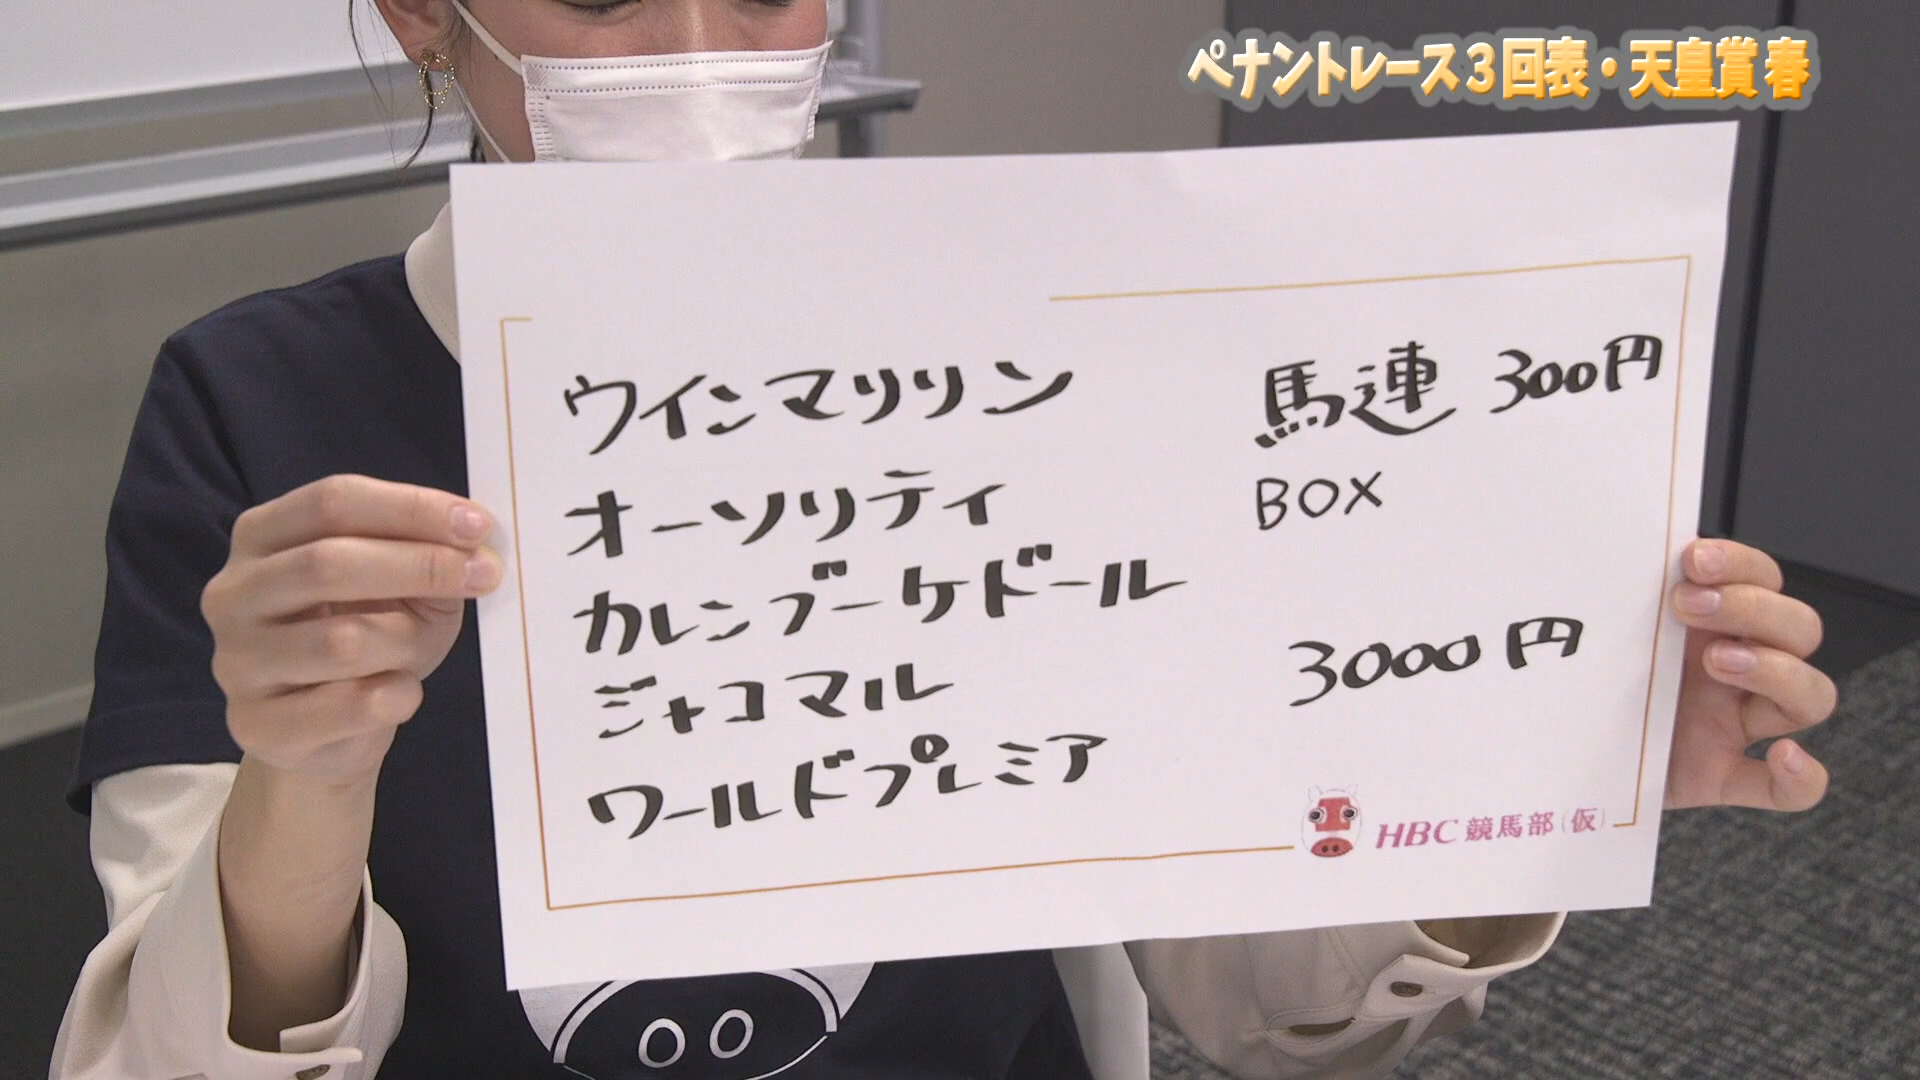 ペナントレース3回表・天皇賞 春
ウインマリリン 馬連 300円
オーソリティ BOX
カレンブーケドール
ジャコマル 3000円
ワールドプレミア
HBC 競馬部(仮)